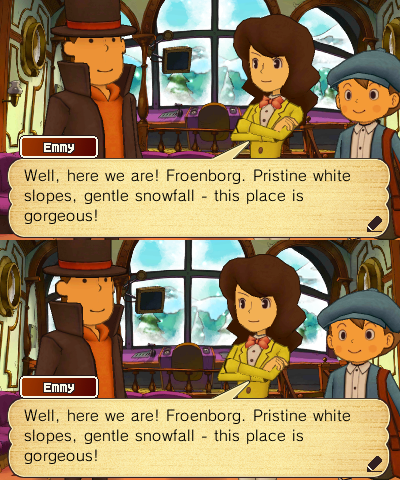 Emmy
Well, here we are! Froenborg. Pristine white
slopes, gentle snowfall - this place is
gorgeous!
Emmy
Well, here we are! Froenborg. Pristine white
slopes, gentle snowfall - this place is
gorgeous!